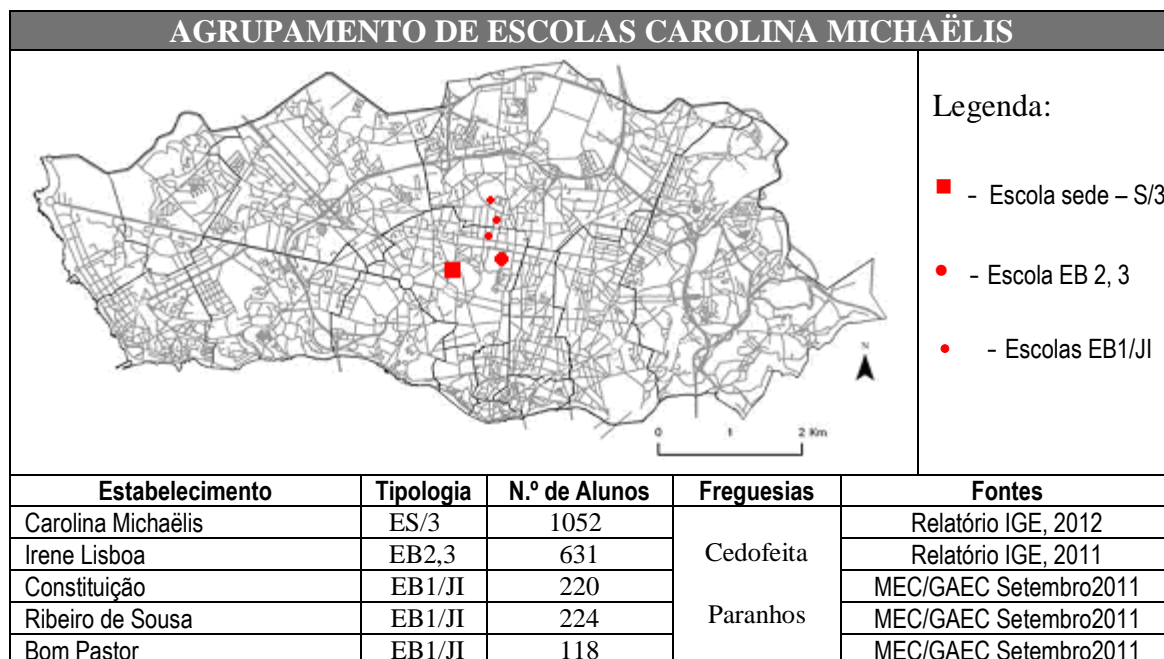 AGRUPAMENTO DE ESCOLAS CAROLINA MICHAËLIS
Legenda:
- Escola sede – S/3
- Escola EB 2, 3
- Escolas EB1/JI
N
0 1 2 Km
Estabelecimento Tipologia N.º de Alunos Freguesias Fontes
Carolina Michaëlis ES/3 1052 Relatório IGE, 2012
Irene Lisboa EB2,3 631 Cedofeita Relatório IGE, 2011
Constituição EB1/JI 220 MEC/GAEC Setembro2011
Ribeiro de Sousa EB1/JI 224 Paranhos MEC/GAEC Setembro2011
Bom Pastor EB1/JI 118 MEC/GAEC Setembro2011